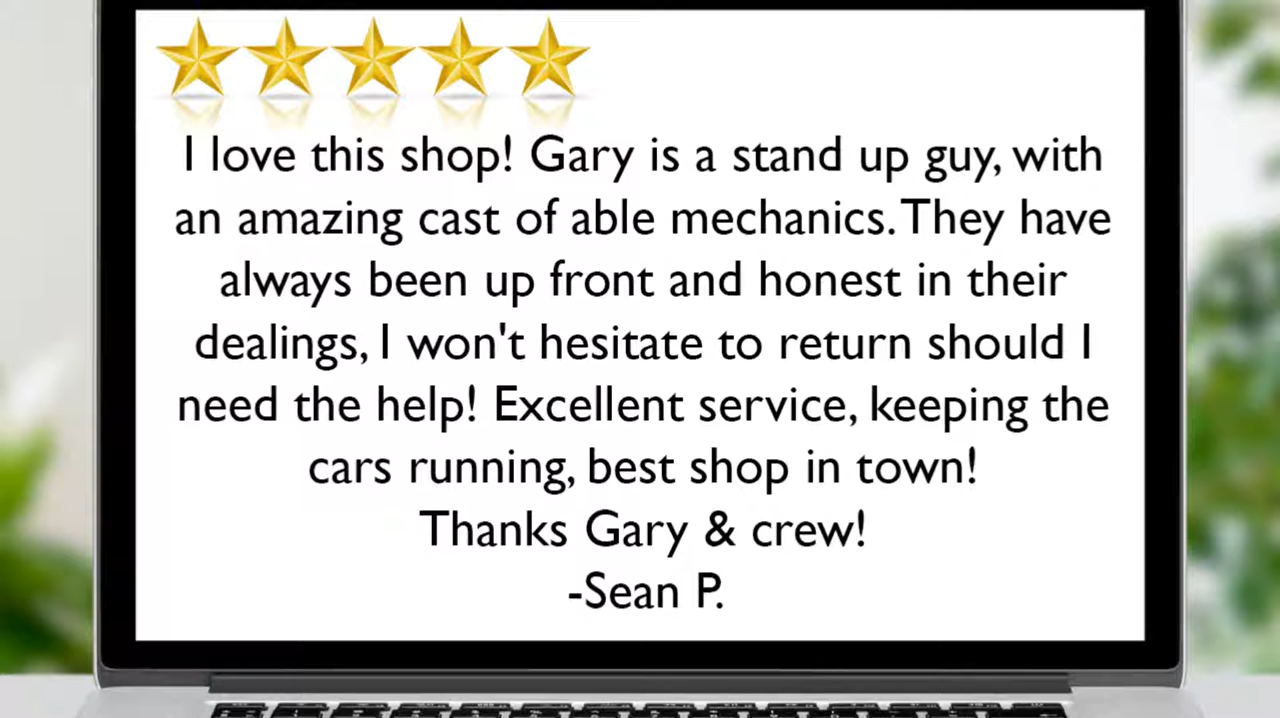 I love this shop! Gary is a stand up guy, with
an amazing cast of able mechanics. They have
always been up front and honest in their
dealings, I won't hesitate to return should I
need the help! Excellent service, keeping the
cars running, best shop in town!
Thanks Gary & crew!
-Sean P.